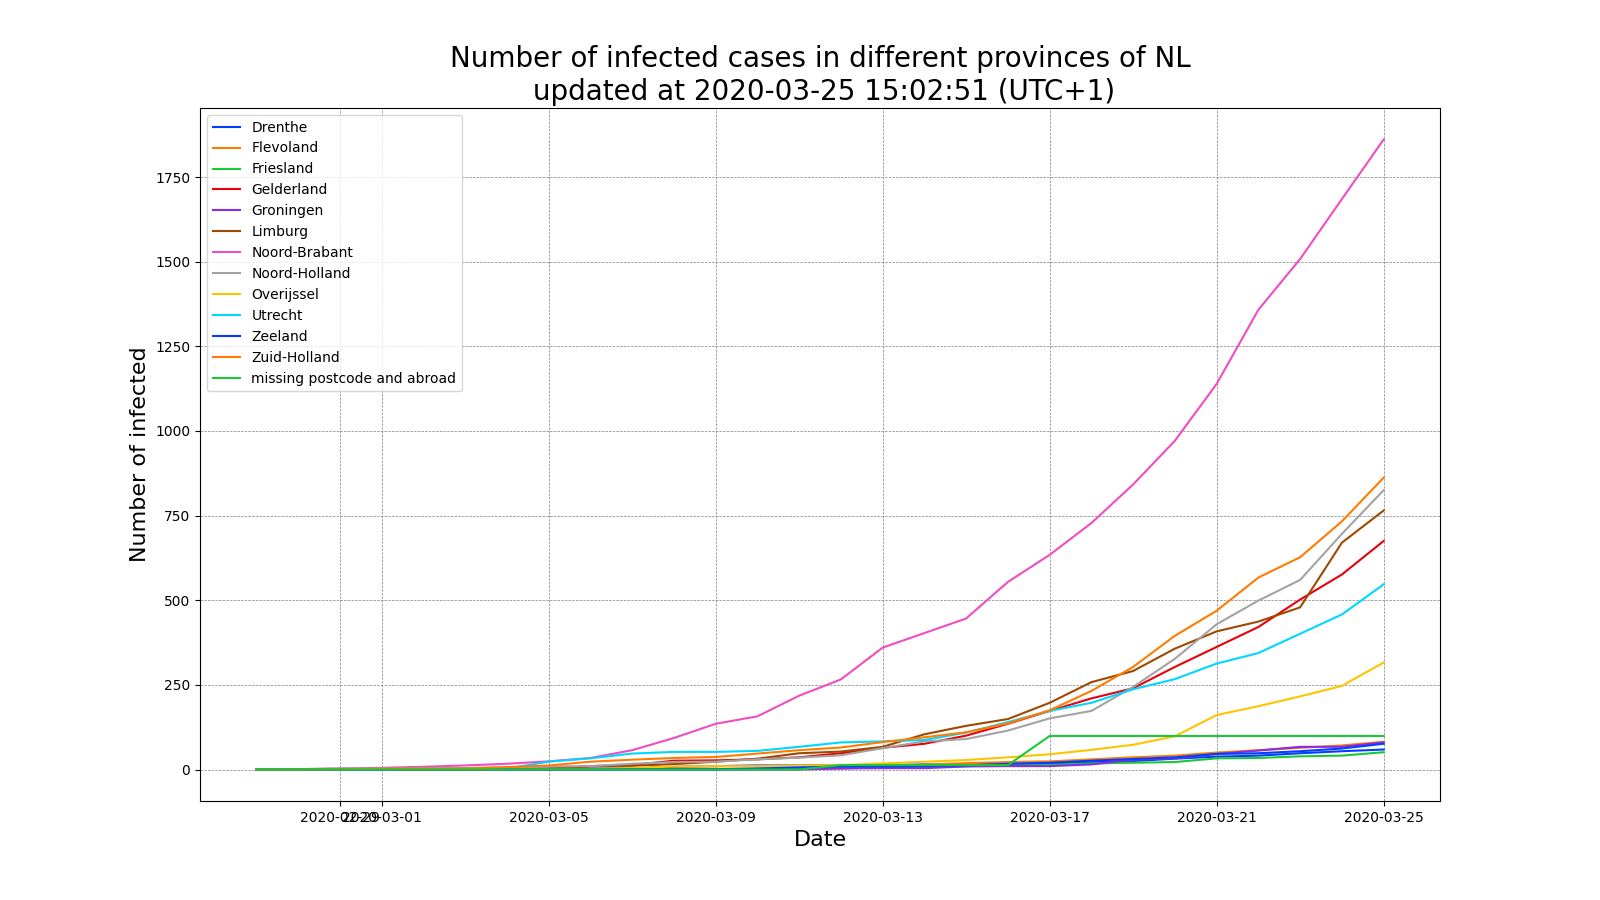 Number of infected cases in different provinces of NL
updated at 2020-03-25 15:02:51 (UTC+1)
Drenthe
Flevoland
Friesland
Gelderland
Groningen
Limburg
Noord-Brabant
Noord-Holland
Overijssel
Utrecht
Zeeland
Zuid-Holland
missing postcode and abroad
Number of infected
1750
1500
1250
1000
750
500
250
0
2020-02-29 2020-03-01 2020-03-05 2020-03-09 2020-03-13 2020-03-17 2020-03-21 2020-03-25
Date